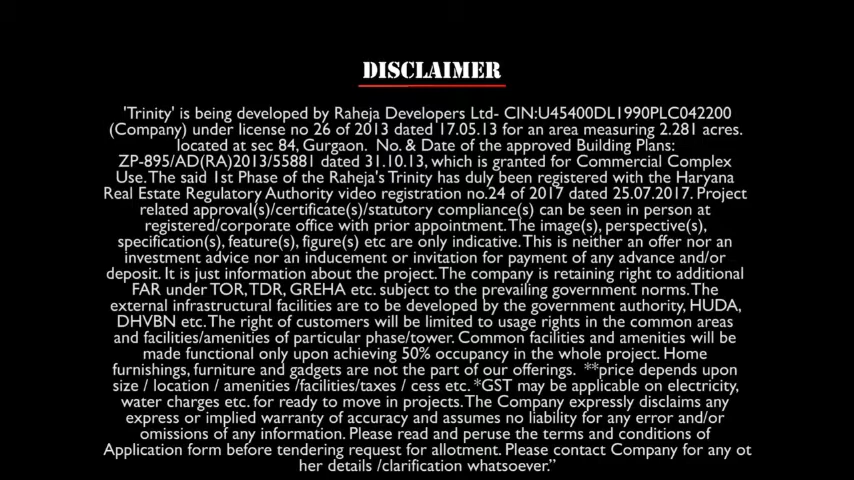 DISCLAIMER
'Trinity' is being developed by Raheja Developers Ltd- CIN:U45400DL1990PLC042200
(Company) under license no 26 of 2013 dated 17.05.13 for an area measuring 2.281 acres.
located at sec 84, Gurgaon. No. & Date of the approved Building Plans:
ZP-895/AD(RA)2013/55881 dated 31.10.13, which is granted for Commercial Complex
Use. The said 1st Phase of the Raheja's Trinity has duly been registered with the Haryana
Real Estate Regulatory Authority video registration no.24 of 2017 dated 25.07.2017. Project
related approval(s)/certificate(s)/statutory compliance(s) can be seen in person at
registered/corporate office with prior appointment. The image(s), perspective(s),
specification(s), feature(s), figure(s) etc are only indicative. This is neither an offer nor an
investment advice nor an inducement or invitation for payment of any advance and/or
deposit. It is just information about the project. The company is retaining right to additional
FAR under TOR, TDR, GREHA etc. subject to the prevailing government norms. The
external infrastructural facilities are to be developed by the government authority, HUDA,
DHVBN etc. The right of customers will be limited to usage rights in the common areas
and facilities/amenities of particular phase/tower. Common facilities and amenities will be
made functional only upon achieving 50% occupancy in the whole project. Home
furnishings, furniture and gadgets are not the part of our offerings. **price depends upon
size / location / amenities /facilities/taxes / cess etc. *GST may be applicable on electricity,
water charges etc. for ready to move in projects. The Company expressly disclaims any
express or implied warranty of accuracy and assumes no liability for any error and/or
omissions of any information. Please read and peruse the terms and conditions of
Application form before tendering request for allotment. Please contact Company for any ot
her details /clarification whatsoever."